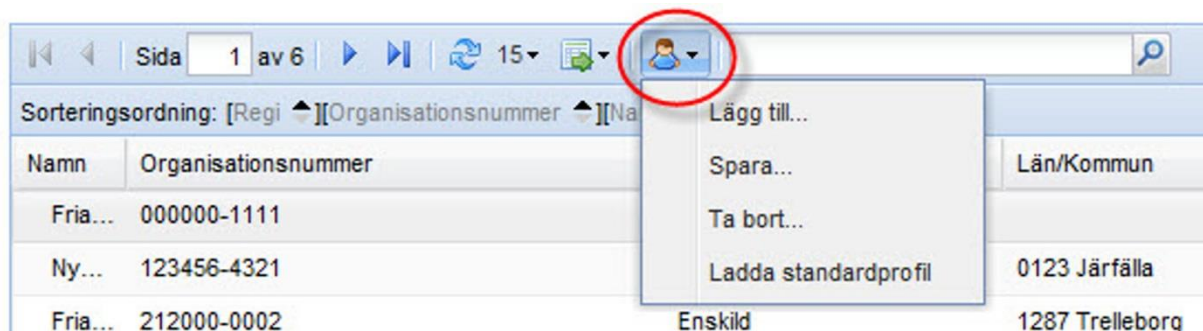 Sida 1 av 6 15
Sorteringsordning: [Regi ][Organisationsnummer ][Na
Lägg till...
Spara...
Ta bort...
Ladda standardprofil
Namn Organisationsnummer Län/Kommun
Fria... 000000-1111
Ny... 123456-4321 0123 Järfälla
Fria... 212000-0002 Enskild 1287 Trelleborg